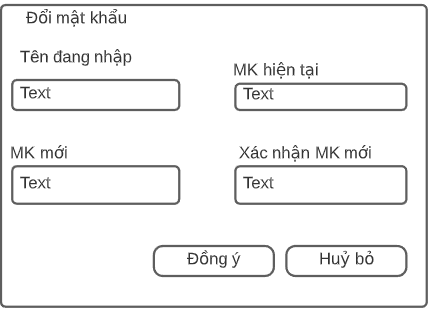 Đổi mật khẩu
Tên đang nhập
MK hiện tại
Text
Text
MK mới
Xác nhận MK mới
Text
Text
Đồng ý
Huỷ bỏ